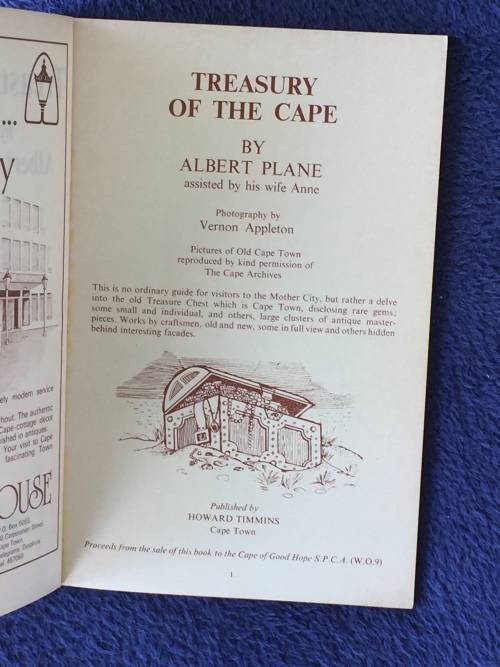 ...
y
ely modern service
hout. The authentic
Cape-cottage decor
ished in antiques.
Your visit to Cape
fascinating Town
OUSE
Cape Town.
Tel 457060
TREASURY
OF THE CAPE
BY
ALBERT PLANE
assisted by his wife Anne
Photography by
Vernon Appleton
Pictures of Old Cape Town
reproduced by kind permission of
The Cape Archives
This is no ordinary guide for visitors to the Mother City, but rather a delve
into the old Treasure Chest which is Cape Town, disclosing rare gems;
some small and individual, and others, large clusters of antique master-
pieces. Works by craftsmen, old and new, some in full view and others hidden
behind interesting facades.
Published by
HOWARD TIMMINS
Cape Town
Proceeds from the sale of this book to the Cape of Good Hope S.P.C.A. (W.O.9)
1